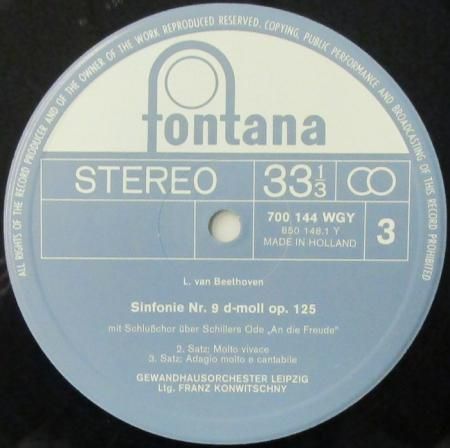 ALL RIGHTS OF THE RECORD PRODUCER AND OF THE OWNER OF THE WORK REPRODUCED RESERVED. COPYING, PUBLIC PERFORMANCE AND BROADCASTING OF THIS RECORD PROHIBITED
fontana
STEREO 33⅓
700 144 WGY
850 148.1 Y
MADE IN HOLLAND
3
L. van Beethoven
Sinfonie Nr. 9 d-moll op. 125
mit Schlußchor über Schillers Ode „An die Freude"
2. Satz: Molto vivace
3. Satz: Adagio molto e cantabile
GEWANDHAUSORCHESTER LEIPZIG
Ltg. FRANZ KONWITSCHNY